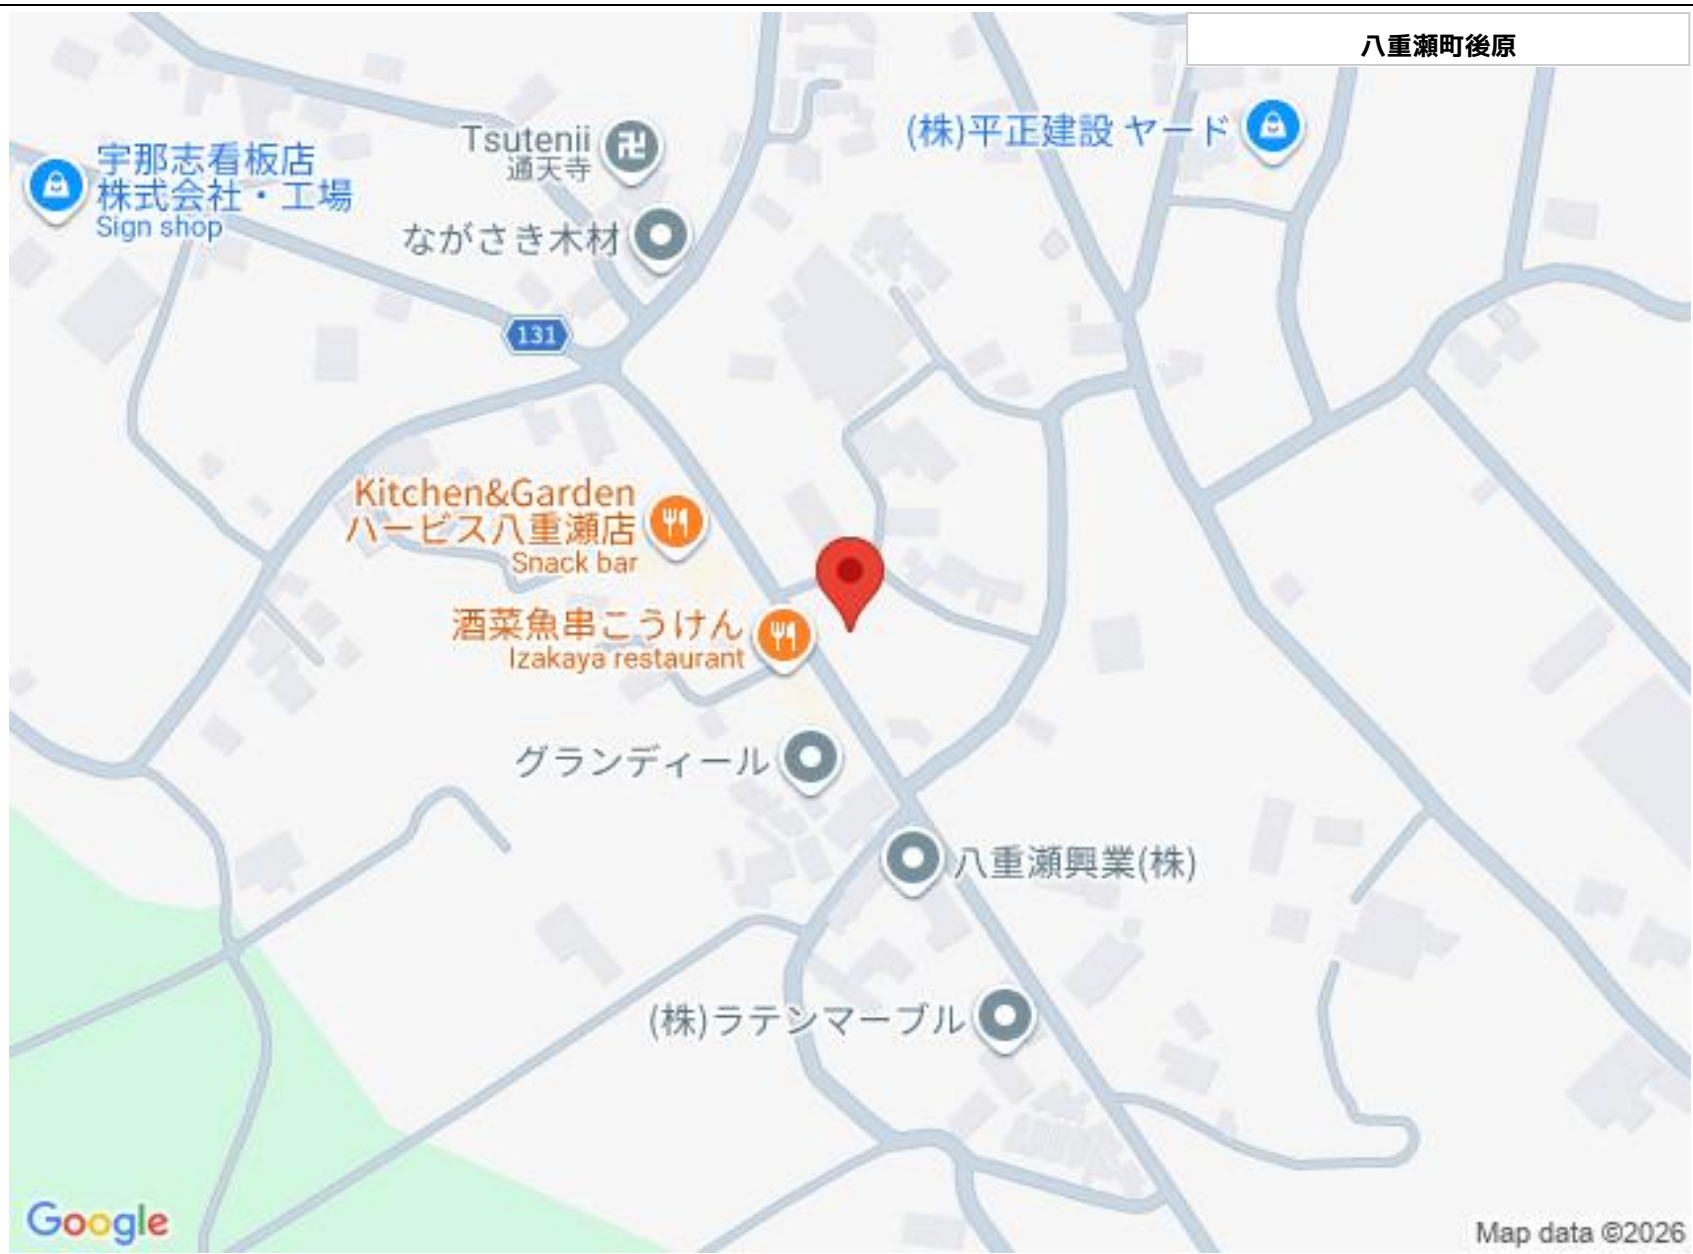 八重瀬町後原
Tsutenji
通天寺
(株)平正建設 ヤード
宇那志看板店
株式会社・工場
Sign shop
ながさき木材
131
Kitchen&Garden
ハービス八重瀬店
Snack bar
酒菜魚串こうけん
Izakaya restaurant
グランディール
八重瀬興業(株)
(株)ラテンマーブル
Google
Map data ©2026